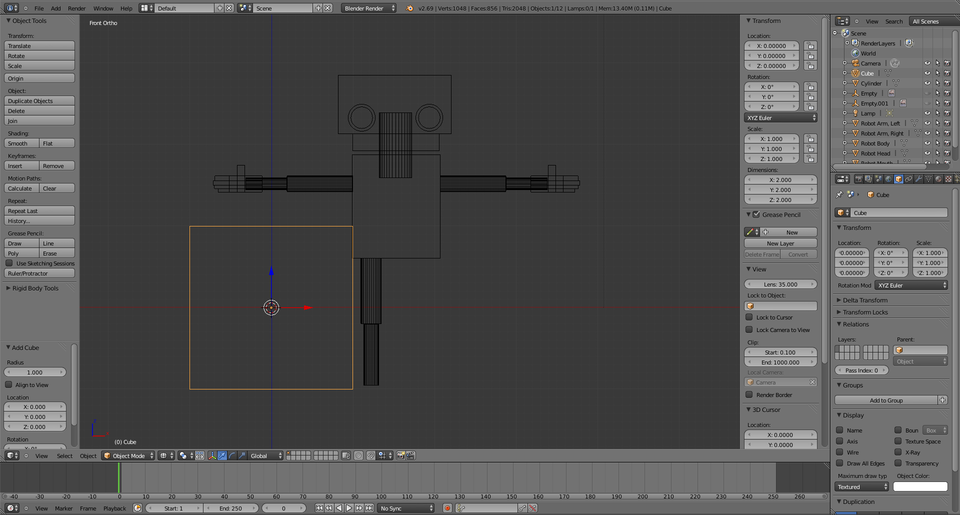 File Add Render Window Help Default Scene Blender Render v2.69 | Verts:1048 | Faces:856 | Tris:2048 | Objects:1/12 | Lamps:0/1 | Mem:13.40M (0.11M) | Cube
Object Tools
Transform:
Translate
Rotate
Scale
Origin
Object:
Duplicate Objects
Delete
Join
Shading:
Smooth Flat
Keyframes:
Insert Remove
Motion Paths:
Calculate Clear
Repeat:
Repeat Last
History...
Grease Pencil:
Draw Line
Poly Erase
Use Sketching Sessions
Ruler/Protractor
Rigid Body Tools
Add Cube
Radius
1.000
Align to View
Location
X: 0.000
Y: 0.000
Z: 0.000
Rotation
Front Ortho
(0) Cube
Transform
Location:
X: 0.00000
Y: 0.00000
Z: 0.00000
Rotation:
X: 0°
Y: 0°
Z: 0°
XYZ Euler
Scale:
X: 1.000
Y: 1.000
Z: 1.000
Dimensions:
X: 2.000
Y: 2.000
Z: 2.000
Grease Pencil
New
New Layer
Delete Frame Convert
View
Lens: 35.000
Lock to Object:
Lock to Cursor
Lock Camera to View
Clip:
Start: 0.100
End: 1000.000
Local Camera:
Camera
Render Border
3D Cursor
Location:
X: 0.0000
Y: 0.0000
View Search All Scenes
Scene
RenderLayers
World
Camera
Cube
Cylinder
Empty
Empty.001
Lamp
Robot Arm, Left
Robot Arm, Right
Robot Body
Robot Head
Robot Mouth
Cube
Cube
Transform
Location: Rotation: Scale:
0.00000 X: 0° X: 1.000
0.00000 Y: 0° Y: 1.000
0.00000 Z: 0° Z: 1.000
Rotation Mod XYZ Euler
Delta Transform
Transform Locks
Relations
Layers: Parent:
Object
Pass Index: 0
Groups
Add to Group
Display
Name Boun Box
Axis Texture Space
Wire X-Ray
Draw All Edges Transparency
Maximum draw typ Object Color:
Textured
Duplication
View Select Object Object Mode Global
-40 -30 -20 -10 0 10 20 30 40 50 60 70 80 90 100 110 120 130 140 150 160 170 180 190 200 210 220 230 240 250 260
View Marker Frame Playback Start: 1 End: 250 0 No Sync